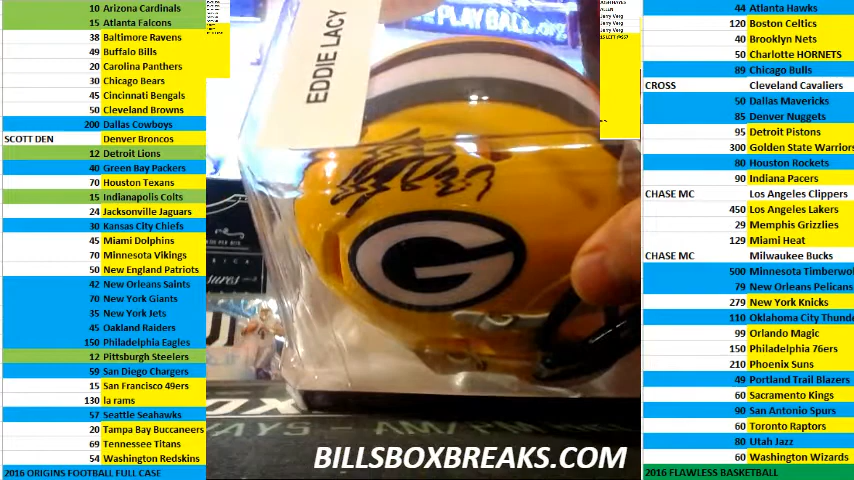 10 Arizona Cardinals
15 Atlanta Falcons
38 Baltimore Ravens
49 Buffalo Bills
20 Carolina Panthers
30 Chicago Bears
45 Cincinnati Bengals
50 Cleveland Browns
200 Dallas Cowboys
SCOTT DEN Denver Broncos
12 Detroit Lions
40 Green Bay Packers
70 Houston Texans
15 Indianapolis Colts
24 Jacksonville Jaguars
30 Kansas City Chiefs
45 Miami Dolphins
70 Minnesota Vikings
50 New England Patriots
42 New Orleans Saints
70 New York Giants
35 New York Jets
45 Oakland Raiders
150 Philadelphia Eagles
12 Pittsburgh Steelers
59 San Diego Chargers
15 San Francisco 49ers
130 la rams
57 Seattle Seahawks
20 Tampa Bay Buccaneers
69 Tennessee Titans
54 Washington Redskins
2016 ORIGINS FOOTBALL FULL CASE
PLAYBALL.org
EDDIE LACY
G
BILLSBOXBREAKS.COM
Jerry Verg
Jerry Verg
Jerry Verg
44 Atlanta Hawks
120 Boston Celtics
40 Brooklyn Nets
50 Charlotte HORNETS
89 Chicago Bulls
CROSS Cleveland Cavaliers
50 Dallas Mavericks
85 Denver Nuggets
95 Detroit Pistons
300 Golden State Warriors
80 Houston Rockets
90 Indiana Pacers
CHASE MC Los Angeles Clippers
450 Los Angeles Lakers
29 Memphis Grizzlies
129 Miami Heat
CHASE MC Milwaukee Bucks
500 Minnesota Timberwol
79 New Orleans Pelicans
279 New York Knicks
110 Oklahoma City Thunde
99 Orlando Magic
150 Philadelphia 76ers
210 Phoenix Suns
49 Portland Trail Blazers
60 Sacramento Kings
90 San Antonio Spurs
60 Toronto Raptors
80 Utah Jazz
60 Washington Wizards
2016 FLAWLESS BASKETBALL